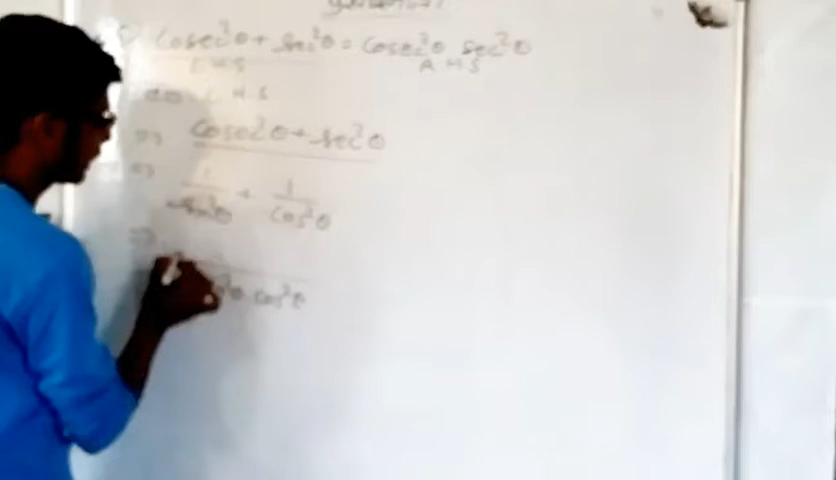 cosec²θ + sec²θ = cosec²θ sec²θ
L H S R H S
L H S
⇒ cosec²θ + sec²θ
⇒ 1/sin²θ + 1/cos²θ
⇒ θ cos²θ